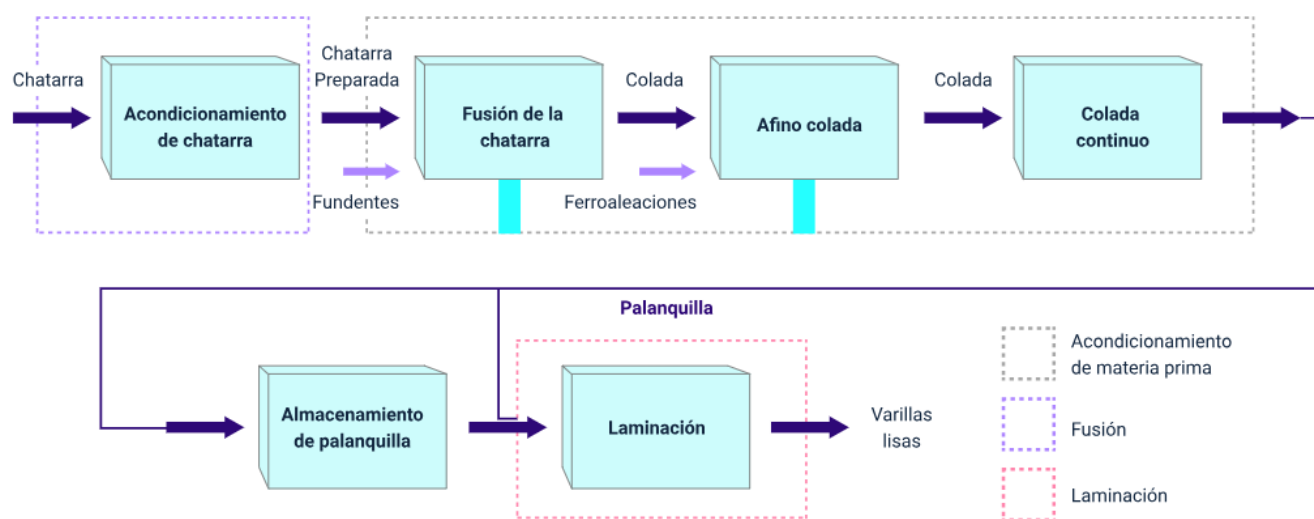 Chatarra
Acondicionamiento
de chatarra
Chatarra
Preparada
Fundentes
Fusión de la
chatarra
Colada
Ferroaleaciones
Afino colada
Colada
Colada
continuo
Palanquilla
Almacenamiento
de palanquilla
Laminación
Varillas
lisas
Acondicionamiento
de materia prima
Fusión
Laminación